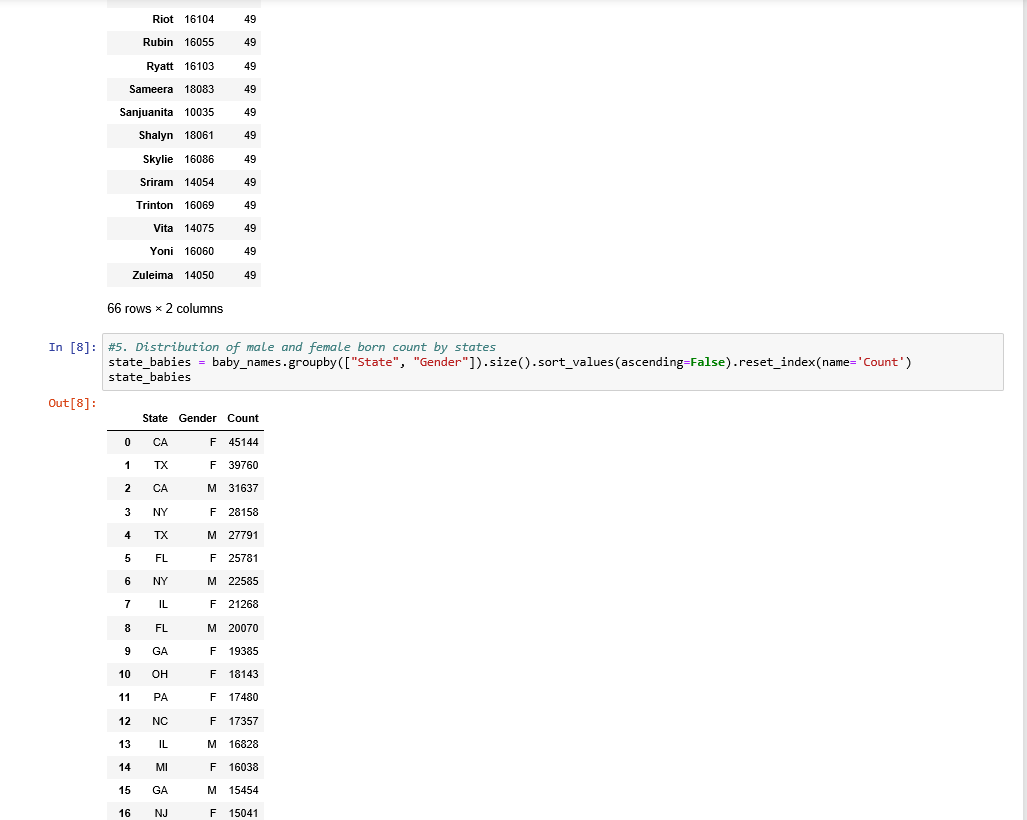 Riot 16104 49
Rubin 16055 49
Ryatt 16103 49
Sameera 18083 49
Sanjuanita 10035 49
Shalyn 18061 49
Skylie 16086 49
Sriram 14054 49
Trinton 16069 49
Vita 14075 49
Yoni 16060 49
Zuleima 14050 49
66 rows × 2 columns
In [8]: #5. Distribution of male and female born count by states
state_babies = baby_names.groupby(["State", "Gender"]).size().sort_values(ascending=False).reset_index(name='Count')
state_babies
Out[8]:
State Gender Count
0 CA F 45144
1 TX F 39760
2 CA M 31637
3 NY F 28158
4 TX M 27791
5 FL F 25781
6 NY M 22585
7 IL F 21268
8 FL M 20070
9 GA F 19385
10 OH F 18143
11 PA F 17480
12 NC F 17357
13 IL M 16828
14 MI F 16038
15 GA M 15454
16 NJ F 15041